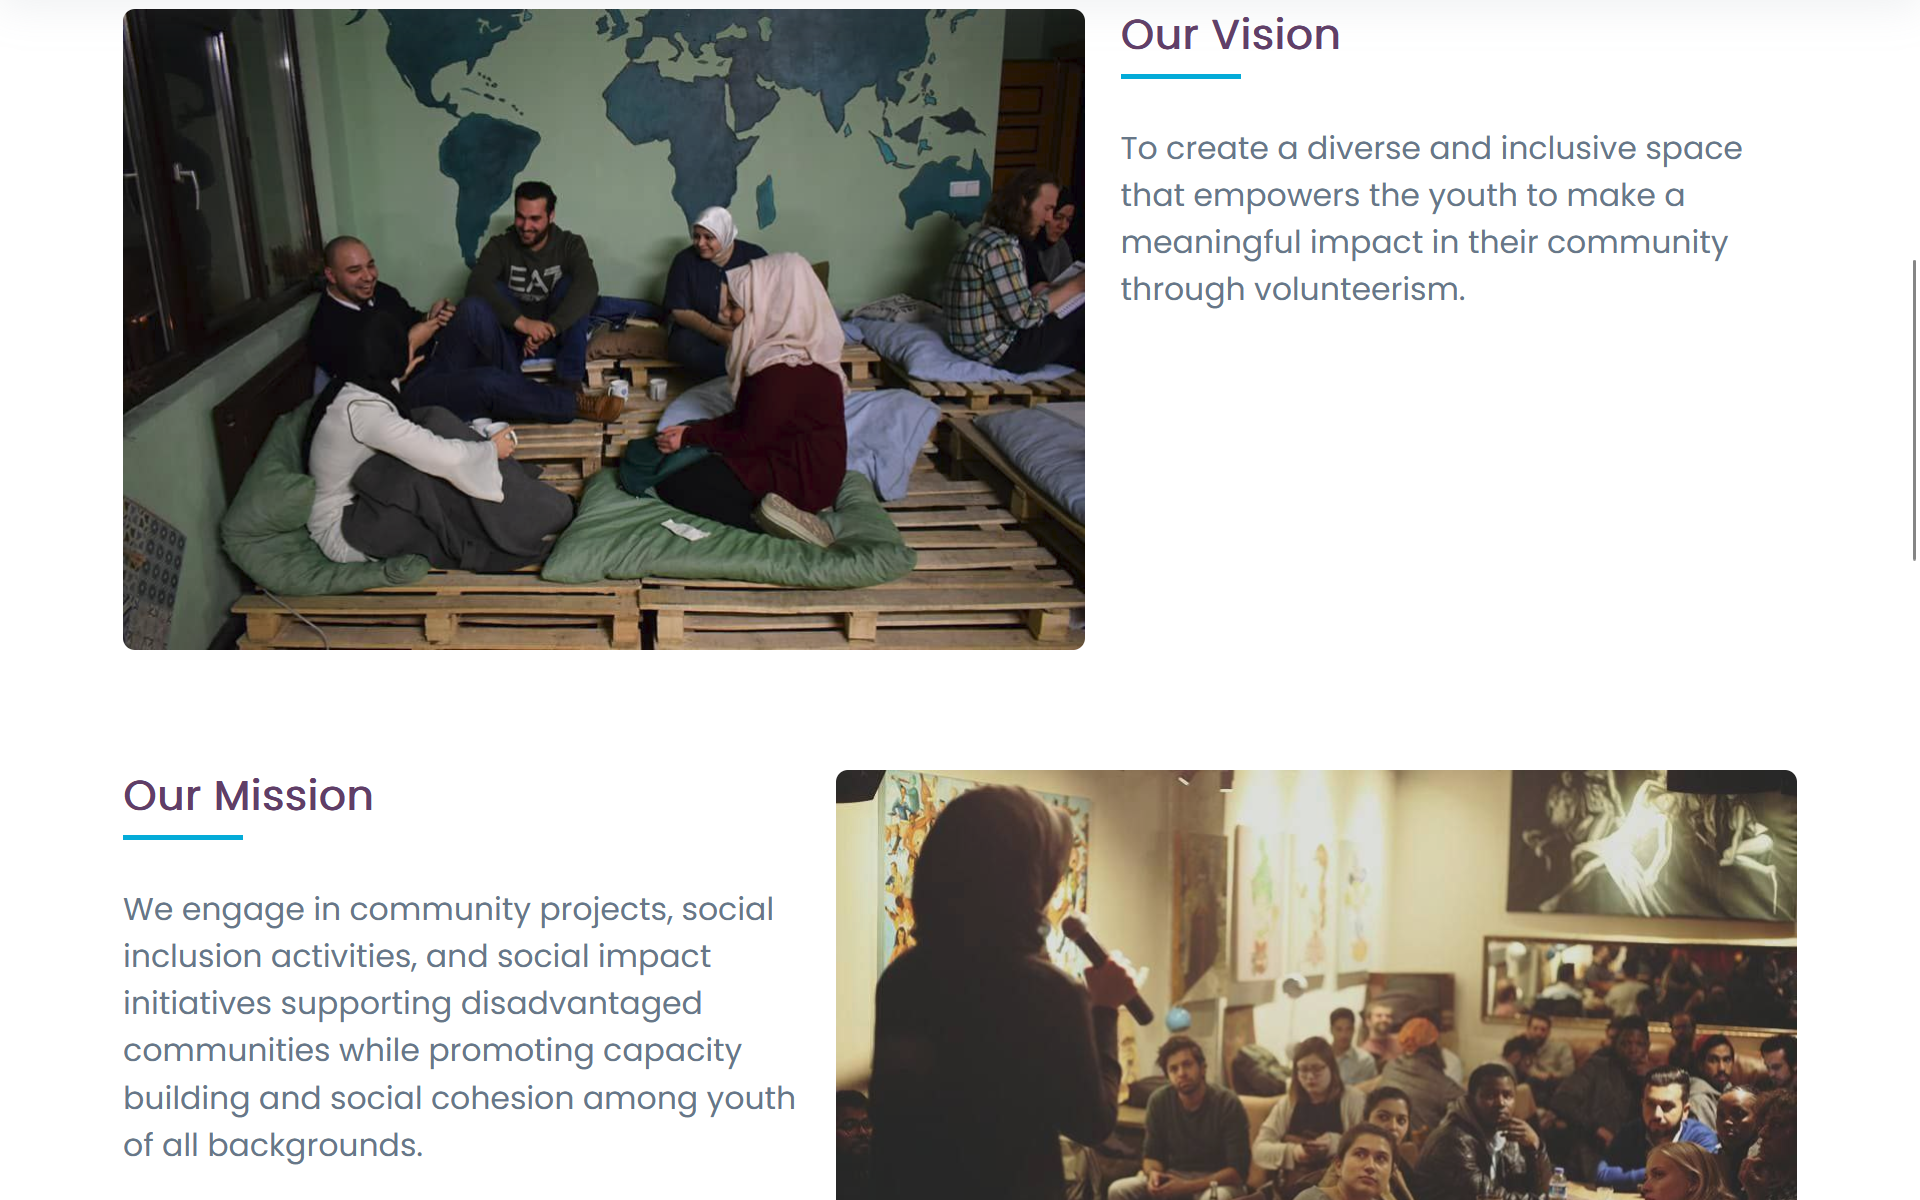 Our Vision
To create a diverse and inclusive space
that empowers the youth to make a
meaningful impact in their community
through volunteerism.
EA7
Our Mission
We engage in community projects, social
inclusion activities, and social impact
initiatives supporting disadvantaged
communities while promoting capacity
building and social cohesion among youth
of all backgrounds.